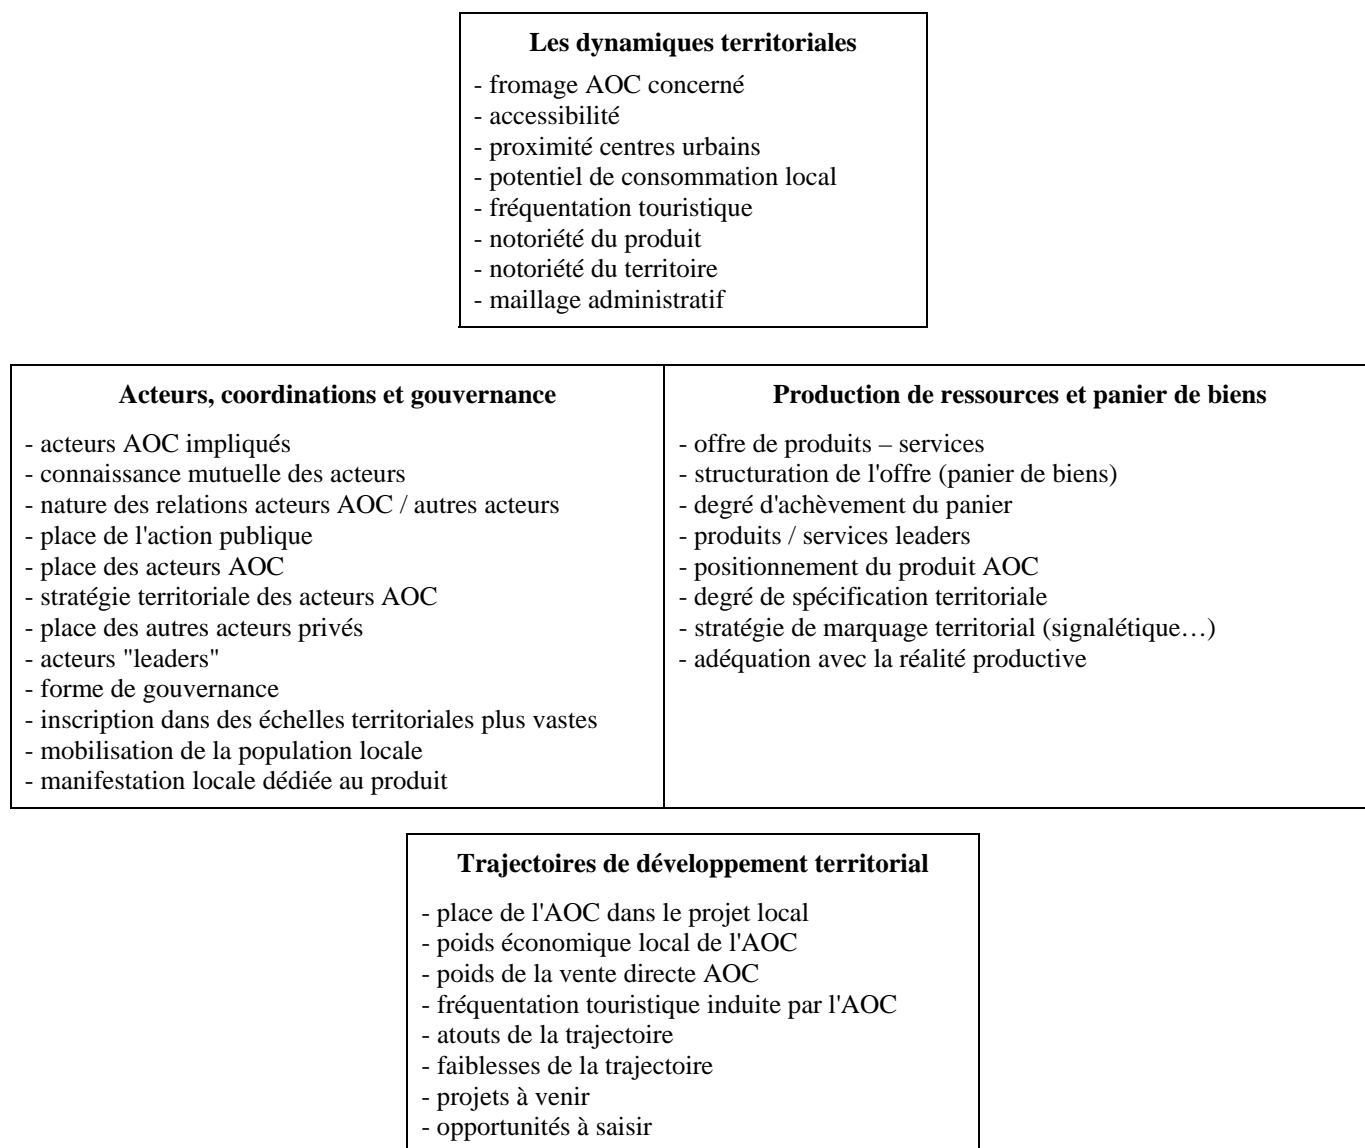 Les dynamiques territoriales
- fromage AOC concerné
- accessibilité
- proximité centres urbains
- potentiel de consommation local
- fréquentation touristique
- notoriété du produit
- notoriété du territoire
- maillage administratif
Acteurs, coordinations et gouvernance
- acteurs AOC impliqués
- connaissance mutuelle des acteurs
- nature des relations acteurs AOC / autres acteurs
- place de l'action publique
- place des acteurs AOC
- stratégie territoriale des acteurs AOC
- place des autres acteurs privés
- acteurs "leaders"
- forme de gouvernance
- inscription dans des échelles territoriales plus vastes
- mobilisation de la population locale
- manifestation locale dédiée au produit
Production de ressources et panier de biens
- offre de produits – services
- structuration de l'offre (panier de biens)
- degré d'achèvement du panier
- produits / services leaders
- positionnement du produit AOC
- degré de spécification territoriale
- stratégie de marquage territorial (signalétique…)
- adéquation avec la réalité productive
Trajectoires de développement territorial
- place de l'AOC dans le projet local
- poids économique local de l'AOC
- poids de la vente directe AOC
- fréquentation touristique induite par l'AOC
- atouts de la trajectoire
- faiblesses de la trajectoire
- projets à venir
- opportunités à saisir